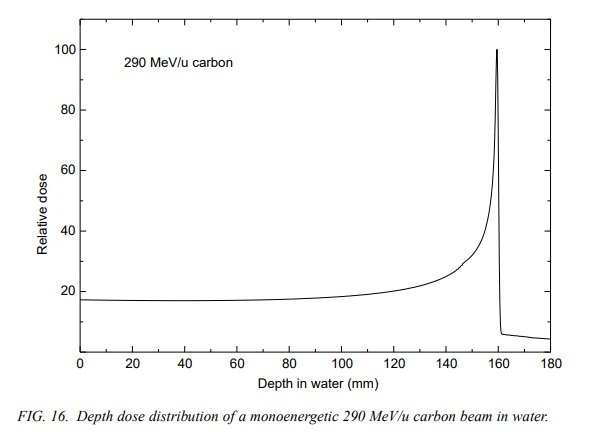 100
290 MeV/u carbon
80
60
Relative dose
40
20
0 20 40 60 80 100 120 140 160 180
Depth in water (mm)
FIG. 16. Depth dose distribution of a monoenergetic 290 MeV/u carbon beam in water.